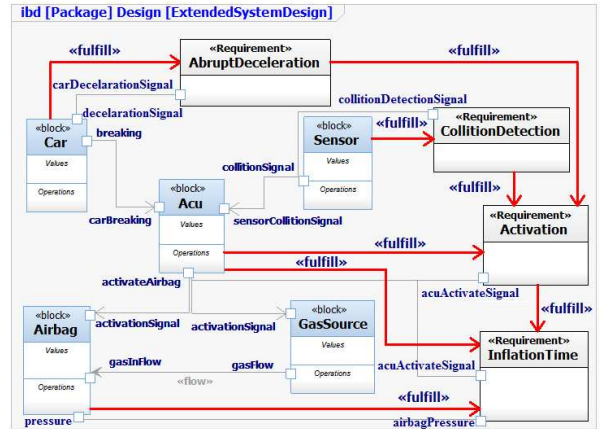 ibd [Package] Design [ExtendedSystemDesign]
«fulfill»
«Requirement»
AbruptDeceleration
«fulfill»
carDecelarationSignal
decelarationSignal
collitionDetectionSignal
«block»
Car
Values
Operations
breaking
«block»
Sensor
Values
Operations
«fulfill»
«Requirement»
CollitionDetection
collitionSignal
«fulfill»
«block»
Acu
Values
Operations
carBreaking
sensorCollitionSignal
«Requirement»
Activation
«fulfill»
«fulfill»
activateAirbag
acuActivateSignal
«fulfill»
«block»
Airbag
Values
Operations
activationSignal
activationSignal
«block»
GasSource
Values
Operations
«Requirement»
InflationTime
gasInFlow
gasFlow
«flow»
acuActivateSignal
«fulfill»
pressure
airbagPressure